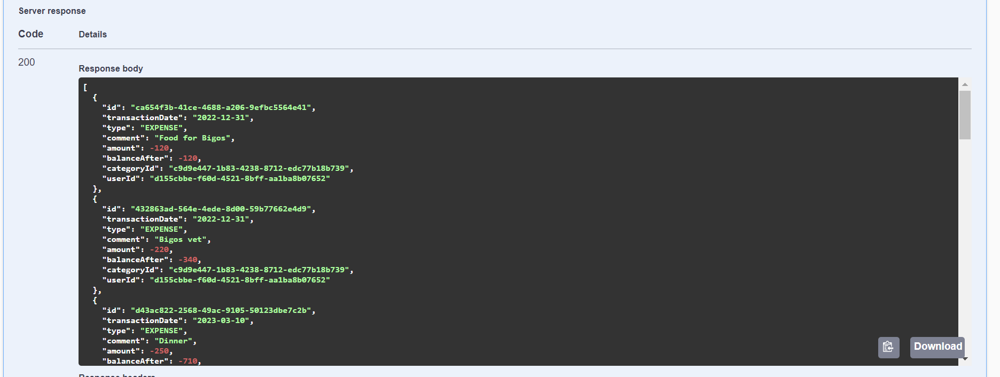 Server response
Code Details
200
Response body
[
{
"id": "ca654f3b-41ce-4688-a206-9efbc5564e41",
"transactionDate": "2022-12-31",
"type": "EXPENSE",
"comment": "Food for Bigos",
"amount": -120,
"balanceAfter": -120,
"categoryId": "c9d9e447-1b83-4238-8712-edc77b18b739",
"userId": "d155cbbe-f60d-4521-8bff-aa1ba8b07652"
},
{
"id": "432863ad-564e-4ede-8d00-59b77662e4d9",
"transactionDate": "2022-12-31",
"type": "EXPENSE",
"comment": "Bigos vet",
"amount": -220,
"balanceAfter": -340,
"categoryId": "c9d9e447-1b83-4238-8712-edc77b18b739",
"userId": "d155cbbe-f60d-4521-8bff-aa1ba8b07652"
},
{
"id": "d43ac822-2568-49ac-9105-50123dbe7c2b",
"transactionDate": "2023-03-10",
"type": "EXPENSE",
"comment": "Dinner",
"amount": -250,
"balanceAfter": -710,
Download
Response headers